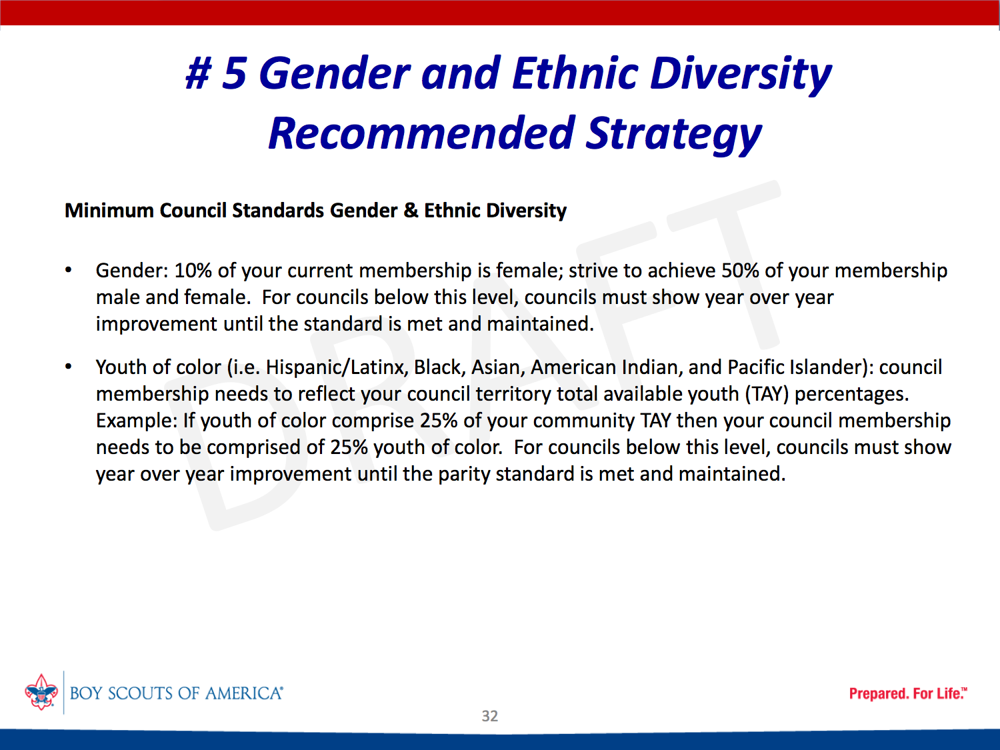 # 5 Gender and Ethnic Diversity
Recommended Strategy
Minimum Council Standards Gender & Ethnic Diversity
• Gender: 10% of your current membership is female; strive to achieve 50% of your membership
male and female.  For councils below this level, councils must show year over year
improvement until the standard is met and maintained.
• Youth of color (i.e. Hispanic/Latinx, Black, Asian, American Indian, and Pacific Islander): council
membership needs to reflect your council territory total available youth (TAY) percentages.
Example: If youth of color comprise 25% of your community TAY then your council membership
needs to be comprised of 25% youth of color.  For councils below this level, councils must show
year over year improvement until the parity standard is met and maintained.
DRAFT
BOY SCOUTS OF AMERICA®
Prepared. For Life.™
32